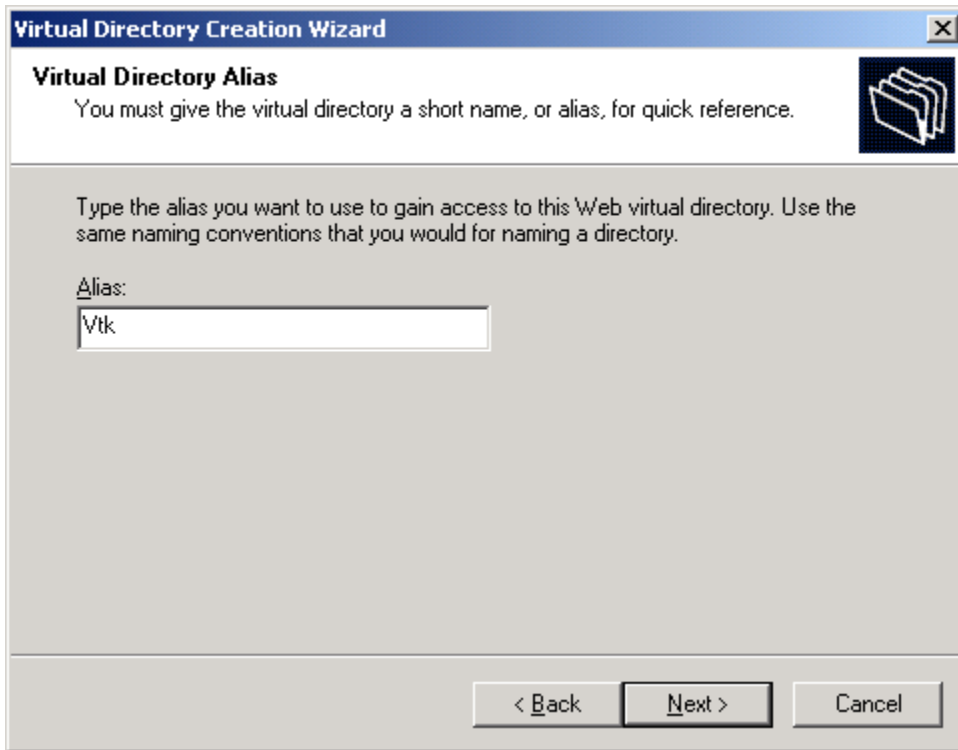 Virtual Directory Creation Wizard
Virtual Directory Alias
You must give the virtual directory a short name, or alias, for quick reference.
Type the alias you want to use to gain access to this Web virtual directory. Use the
same naming conventions that you would for naming a directory.
Alias:
Vtk
< Back Next > Cancel